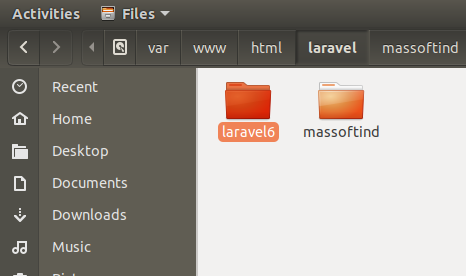 Activities Files
var www html laravel massoftind
Recent
Home
Desktop
Documents
Downloads
Music
laravel6 massoftind